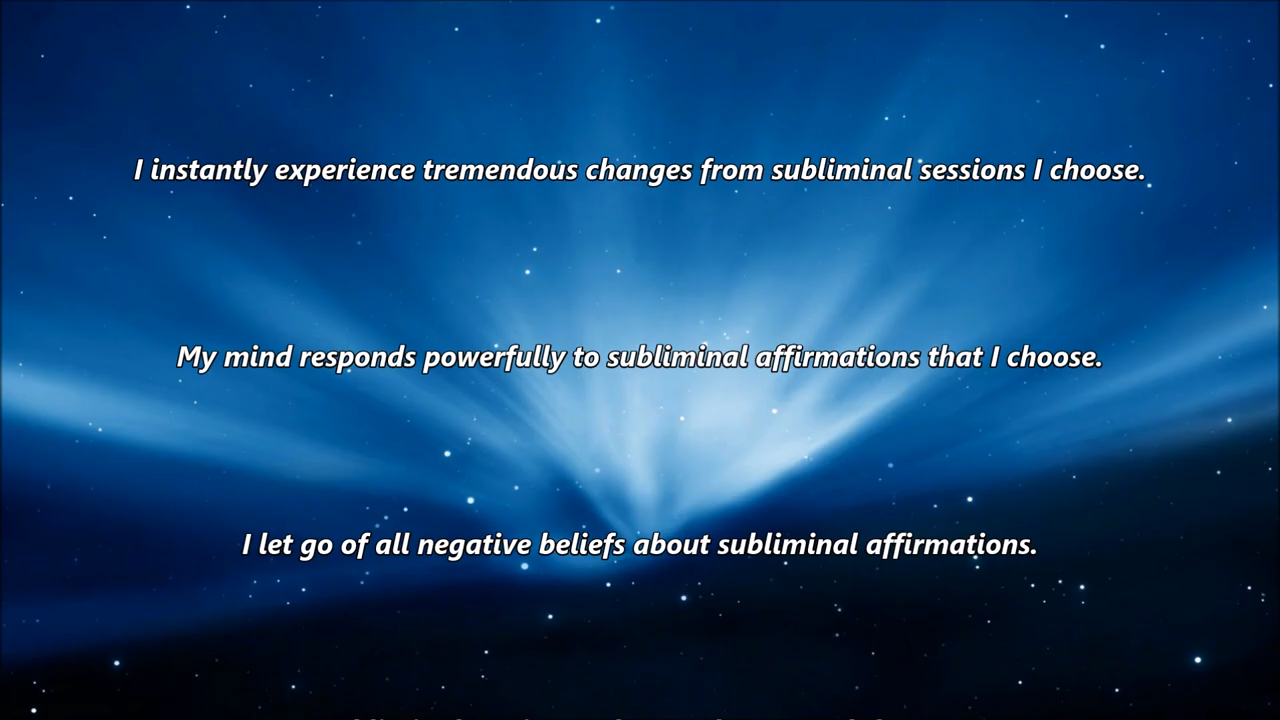 I instantly experience tremendous changes from subliminal sessions I choose.
My mind responds powerfully to subliminal affirmations that I choose.
I let go of all negative beliefs about subliminal affirmations.